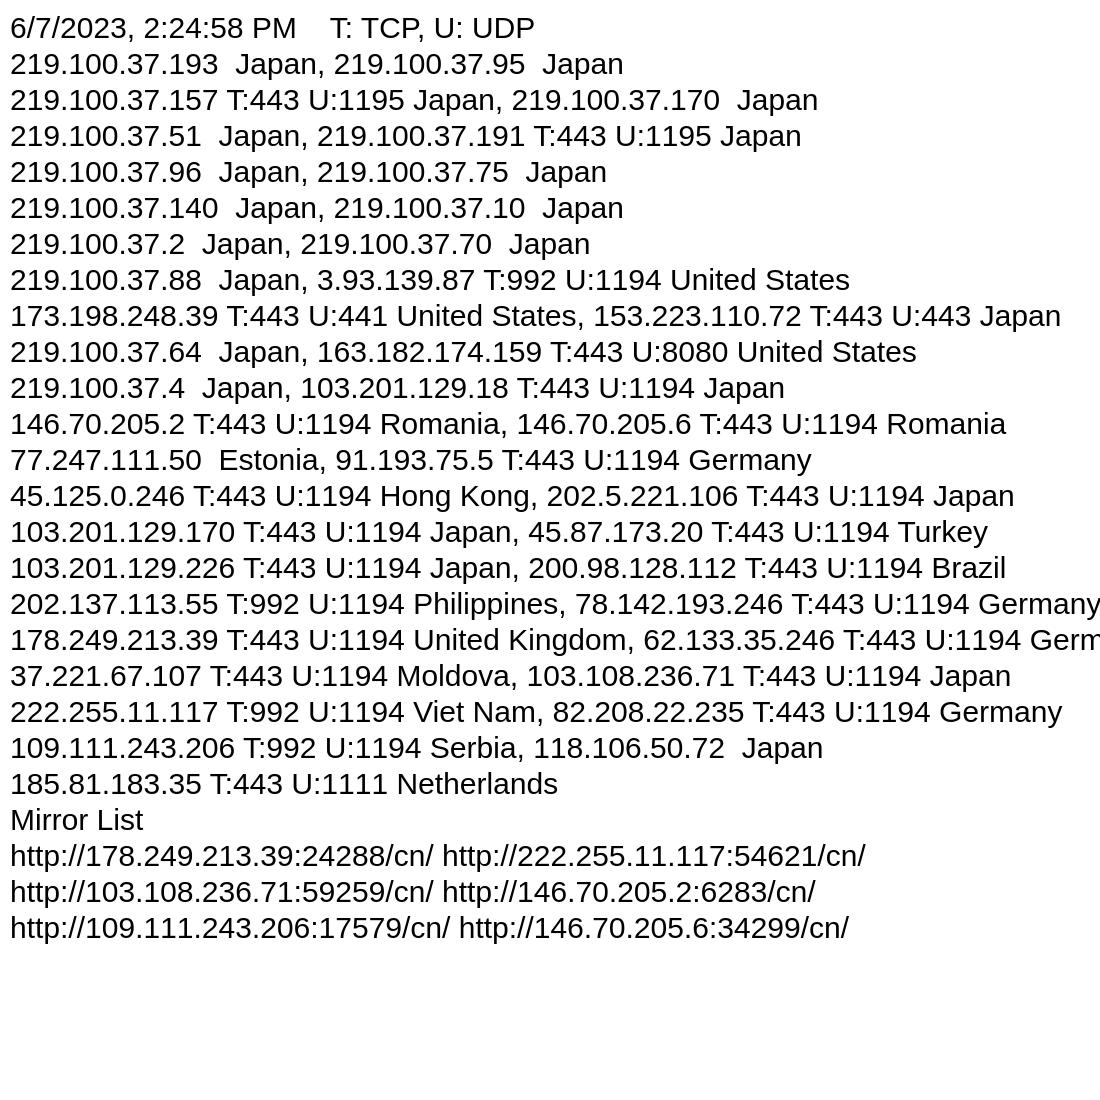 6/7/2023, 2:24:58 PM    T: TCP, U: UDP
219.100.37.193  Japan, 219.100.37.95  Japan
219.100.37.157 T:443 U:1195 Japan, 219.100.37.170  Japan
219.100.37.51  Japan, 219.100.37.191 T:443 U:1195 Japan
219.100.37.96  Japan, 219.100.37.75  Japan
219.100.37.140  Japan, 219.100.37.10  Japan
219.100.37.2  Japan, 219.100.37.70  Japan
219.100.37.88  Japan, 3.93.139.87 T:992 U:1194 United States
173.198.248.39 T:443 U:441 United States, 153.223.110.72 T:443 U:443 Japan
219.100.37.64  Japan, 163.182.174.159 T:443 U:8080 United States
219.100.37.4  Japan, 103.201.129.18 T:443 U:1194 Japan
146.70.205.2 T:443 U:1194 Romania, 146.70.205.6 T:443 U:1194 Romania
77.247.111.50  Estonia, 91.193.75.5 T:443 U:1194 Germany
45.125.0.246 T:443 U:1194 Hong Kong, 202.5.221.106 T:443 U:1194 Japan
103.201.129.170 T:443 U:1194 Japan, 45.87.173.20 T:443 U:1194 Turkey
103.201.129.226 T:443 U:1194 Japan, 200.98.128.112 T:443 U:1194 Brazil
202.137.113.55 T:992 U:1194 Philippines, 78.142.193.246 T:443 U:1194 Germany
178.249.213.39 T:443 U:1194 United Kingdom, 62.133.35.246 T:443 U:1194 Germ
37.221.67.107 T:443 U:1194 Moldova, 103.108.236.71 T:443 U:1194 Japan
222.255.11.117 T:992 U:1194 Viet Nam, 82.208.22.235 T:443 U:1194 Germany
109.111.243.206 T:992 U:1194 Serbia, 118.106.50.72  Japan
185.81.183.35 T:443 U:1111 Netherlands
Mirror List
http://178.249.213.39:24288/cn/ http://222.255.11.117:54621/cn/
http://103.108.236.71:59259/cn/ http://146.70.205.2:6283/cn/
http://109.111.243.206:17579/cn/ http://146.70.205.6:34299/cn/